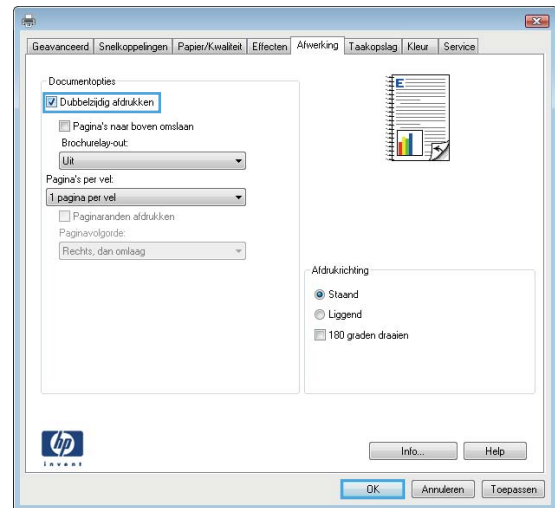 Geavanceerd Snelkoppelingen Papier/Kwaliteit Effecten Afwerking Taakopslag Kleur Service
Documentopties
Dubbelzijdig afdrukken
Pagina's naar boven omslaan
Brochurelay-out:
Uit
Pagina's per vel:
1 pagina per vel
Paginaranden afdrukken
Paginavolgorde:
Rechts, dan omlaag
E
Afdrukrichting
Staand
Liggend
180 graden draaien
hp
invent
Info... Help
OK Annuleren Toepassen